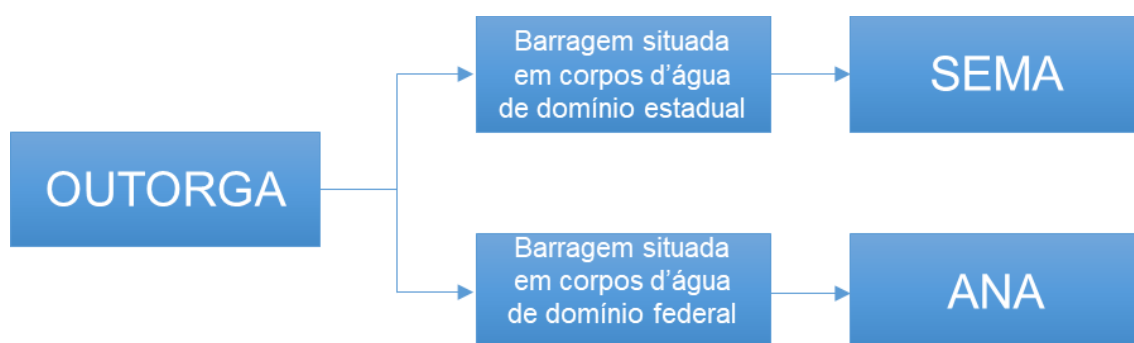 OUTORGA
Barragem situada
em corpos d'água
de domínio estadual
SEMA
Barragem situada
em corpos d'água
de domínio federal
ANA